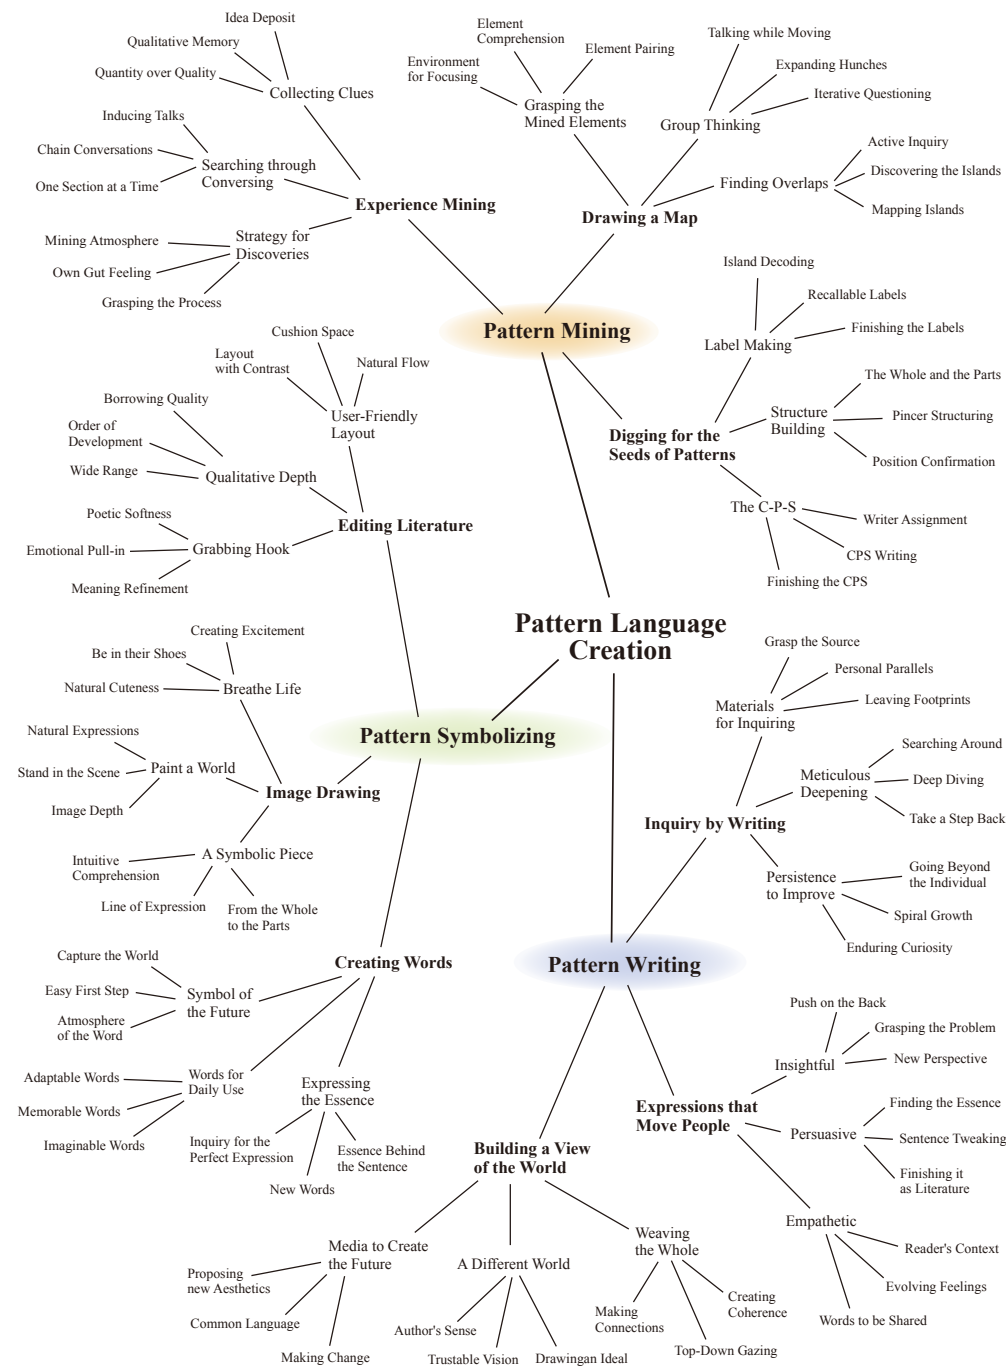 Idea Deposit
Qualitative Memory
Quantity over Quality
Collecting Clues
Inducing Talks
Chain Conversations
One Section at a Time
Searching through
Conversing
Experience Mining
Mining Atmosphere
Own Gut Feeling
Grasping the Process
Strategy for
Discoveries
Element
Comprehension
Environment
for Focusing
Element Pairing
Grasping the
Mined Elements
Talking while Moving
Expanding Hunches
Iterative Questioning
Group Thinking
Active Inquiry
Discovering the Islands
Mapping Islands
Finding Overlaps
Drawing a Map
Pattern Mining
Island Decoding
Recallable Labels
Finishing the Labels
Label Making
The Whole and the Parts
Pincer Structuring
Position Confirmation
Structure
Building
Digging for the
Seeds of Patterns
The C-P-S
Writer Assignment
CPS Writing
Finishing the CPS
Cushion Space
Layout
with Contrast
Natural Flow
User-Friendly
Layout
Borrowing Quality
Order of
Development
Wide Range
Qualitative Depth
Editing Literature
Poetic Softness
Emotional Pull-in
Meaning Refinement
Grabbing Hook
Pattern Language
Creation
Creating Excitement
Be in their Shoes
Natural Cuteness
Breathe Life
Pattern Symbolizing
Natural Expressions
Stand in the Scene
Image Depth
Paint a World
Image Drawing
Intuitive
Comprehension
Line of Expression
From the Whole
to the Parts
A Symbolic Piece
Creating Words
Capture the World
Easy First Step
Atmosphere
of the Word
Symbol of
the Future
Adaptable Words
Memorable Words
Imaginable Words
Words for
Daily Use
Expressing
the Essence
Inquiry for the
Perfect Expression
New Words
Essence Behind
the Sentence
Grasp the Source
Personal Parallels
Leaving Footprints
Materials
for Inquiring
Searching Around
Deep Diving
Take a Step Back
Meticulous
Deepening
Inquiry by Writing
Persistence
to Improve
Going Beyond
the Individual
Spiral Growth
Enduring Curiosity
Pattern Writing
Push on the Back
Grasping the Problem
New Perspective
Insightful
Expressions that
Move People
Finding the Essence
Sentence Tweaking
Finishing it
as Literature
Persuasive
Empathetic
Reader's Context
Evolving Feelings
Words to be Shared
Building a View
of the World
Media to Create
the Future
Proposing
new Aesthetics
Common Language
Making Change
A Different World
Author's Sense
Trustable Vision
Drawingan Ideal
Weaving
the Whole
Making
Connections
Top-Down Gazing
Creating
Coherence